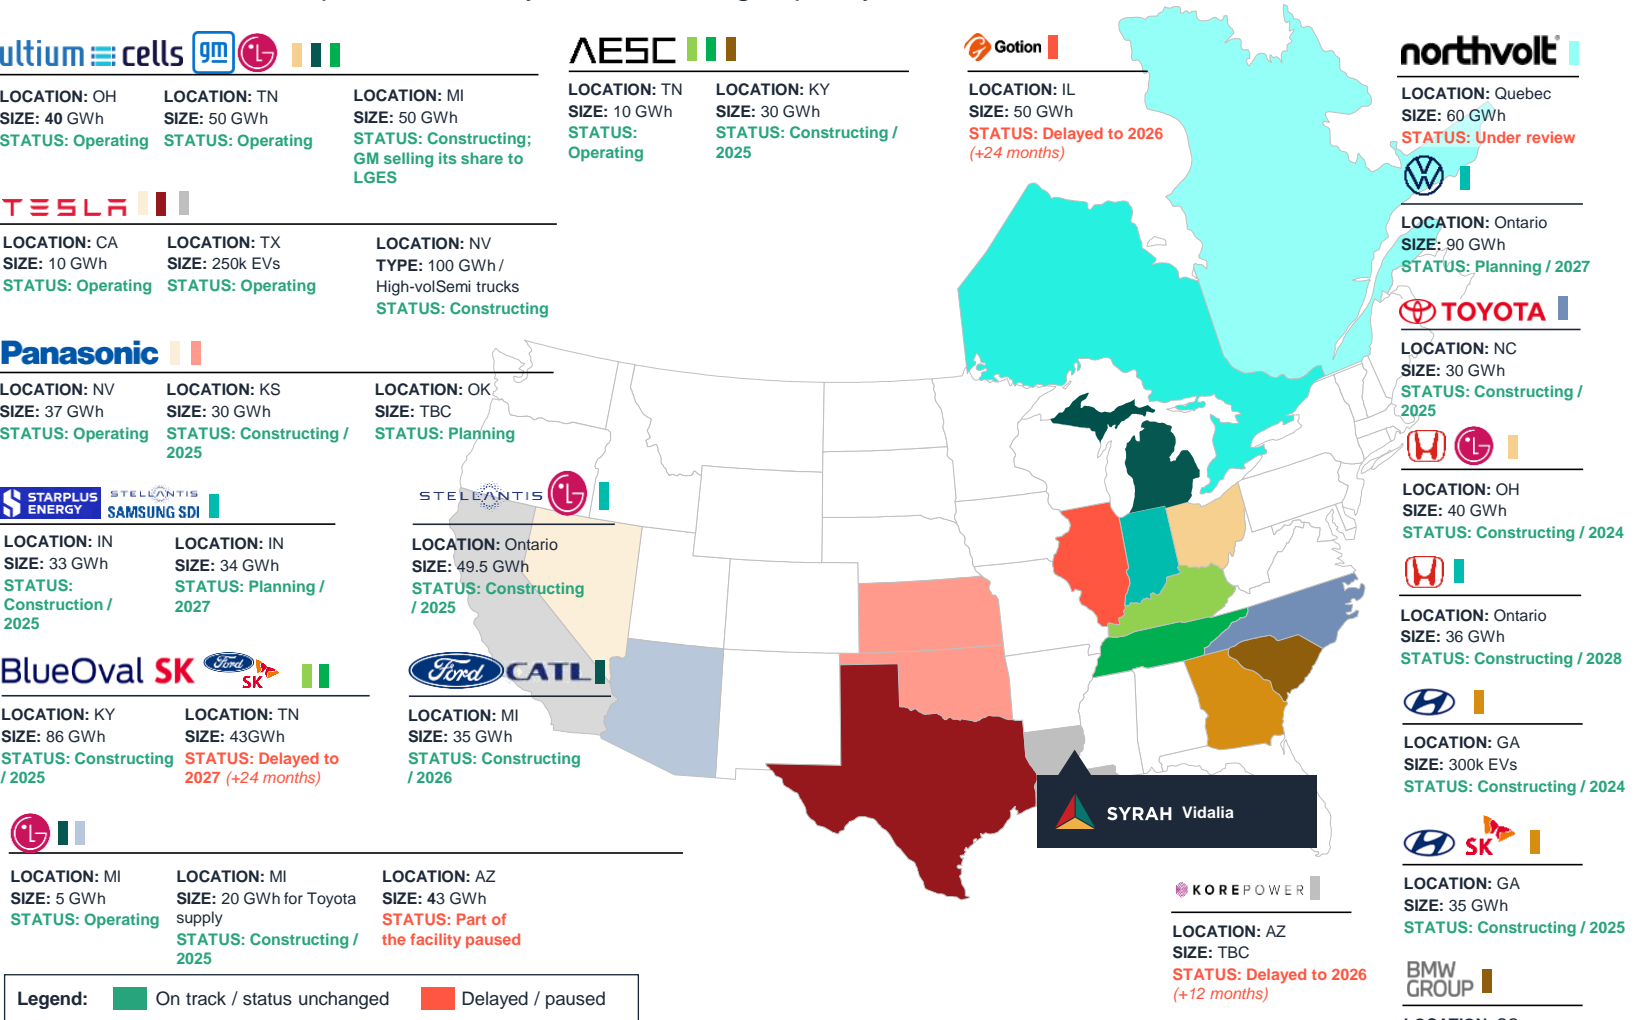 ultium cells gm LG
LOCATION: OH
SIZE: 40 GWh
STATUS: Operating
LOCATION: TN
SIZE: 50 GWh
STATUS: Operating
LOCATION: MI
SIZE: 50 GWh
STATUS: Constructing;
GM selling its share to
LGES
AESC
LOCATION: TN
SIZE: 10 GWh
STATUS:
Operating
LOCATION: KY
SIZE: 30 GWh
STATUS: Constructing /
2025
Gotion
LOCATION: IL
SIZE: 50 GWh
STATUS: Delayed to 2026
(+24 months)
northvolt
LOCATION: Quebec
SIZE: 60 GWh
STATUS: Under review
TESLA
LOCATION: CA
SIZE: 10 GWh
STATUS: Operating
LOCATION: TX
SIZE: 250k EVs
STATUS: Operating
LOCATION: NV
TYPE: 100 GWh /
High-volSemi trucks
STATUS: Constructing
VW
LOCATION: Ontario
SIZE: 90 GWh
STATUS: Planning / 2027
Panasonic
LOCATION: NV
SIZE: 37 GWh
STATUS: Operating
LOCATION: KS
SIZE: 30 GWh
STATUS: Constructing /
2025
LOCATION: OK
SIZE: TBC
STATUS: Planning
TOYOTA
LOCATION: NC
SIZE: 30 GWh
STATUS: Constructing /
2025
STARPLUS
ENERGY
STELLANTIS
SAMSUNG SDI
LOCATION: IN
SIZE: 33 GWh
STATUS:
Construction /
2025
LOCATION: IN
SIZE: 34 GWh
STATUS: Planning /
2027
STELLANTIS LG
LOCATION: Ontario
SIZE: 49.5 GWh
STATUS: Constructing
/ 2025
LG
LOCATION: OH
SIZE: 40 GWh
STATUS: Constructing / 2024
LOCATION: Ontario
SIZE: 36 GWh
STATUS: Constructing / 2028
BlueOval SK Ford SK
LOCATION: KY
SIZE: 86 GWh
STATUS: Constructing
/ 2025
LOCATION: TN
SIZE: 43GWh
STATUS: Delayed to
2027 (+24 months)
Ford CATL
LOCATION: MI
SIZE: 35 GWh
STATUS: Constructing
/ 2026
LOCATION: GA
SIZE: 300k EVs
STATUS: Constructing / 2024
LG
LOCATION: MI
SIZE: 5 GWh
STATUS: Operating
LOCATION: MI
SIZE: 20 GWh for Toyota
supply
STATUS: Constructing /
2025
LOCATION: AZ
SIZE: 43 GWh
STATUS: Part of
the facility paused
SYRAH Vidalia
KOREPOWER
LOCATION: AZ
SIZE: TBC
STATUS: Delayed to 2026
(+12 months)
SK
LOCATION: GA
SIZE: 35 GWh
STATUS: Constructing / 2025
BMW
GROUP
Legend: On track / status unchanged Delayed / paused